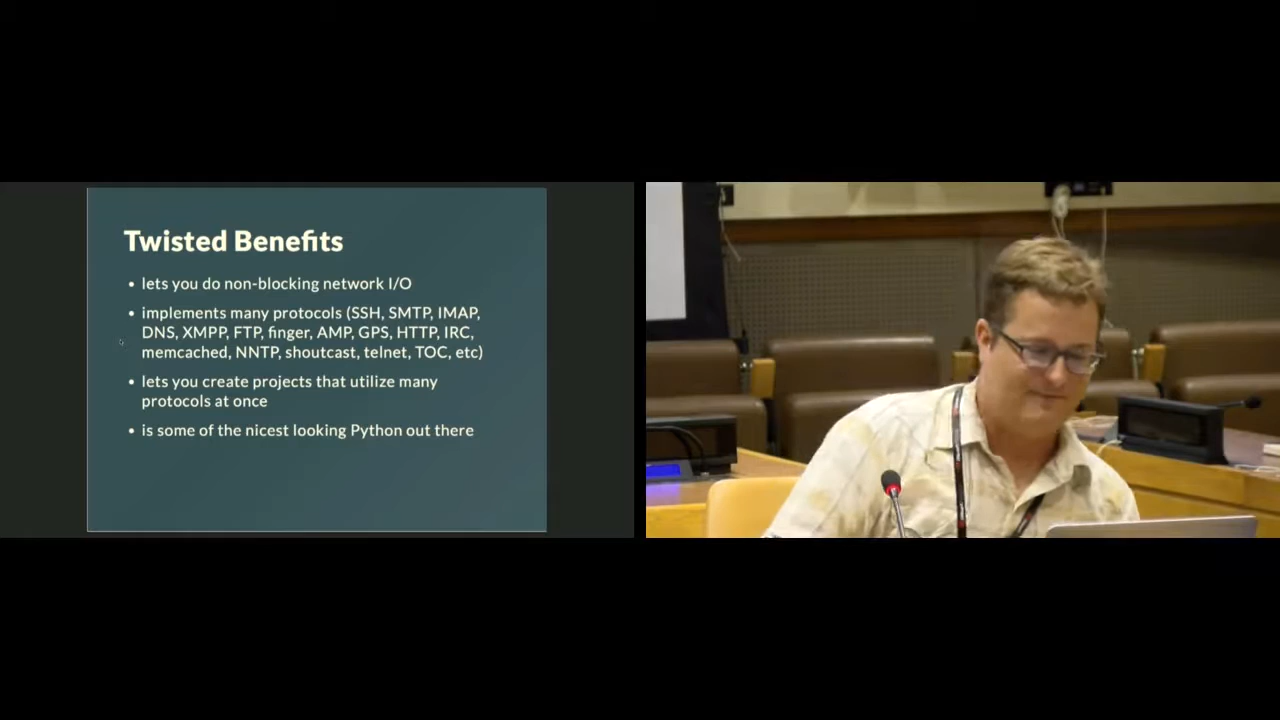 Twisted Benefits
• lets you do non-blocking network I/O
• implements many protocols (SSH, SMTP, IMAP,
DNS, XMPP, FTP, finger, AMP, GPS, HTTP, IRC,
memcached, NNTP, shoutcast, telnet, TOC, etc)
• lets you create projects that utilize many
protocols at once
• is some of the nicest looking Python out there